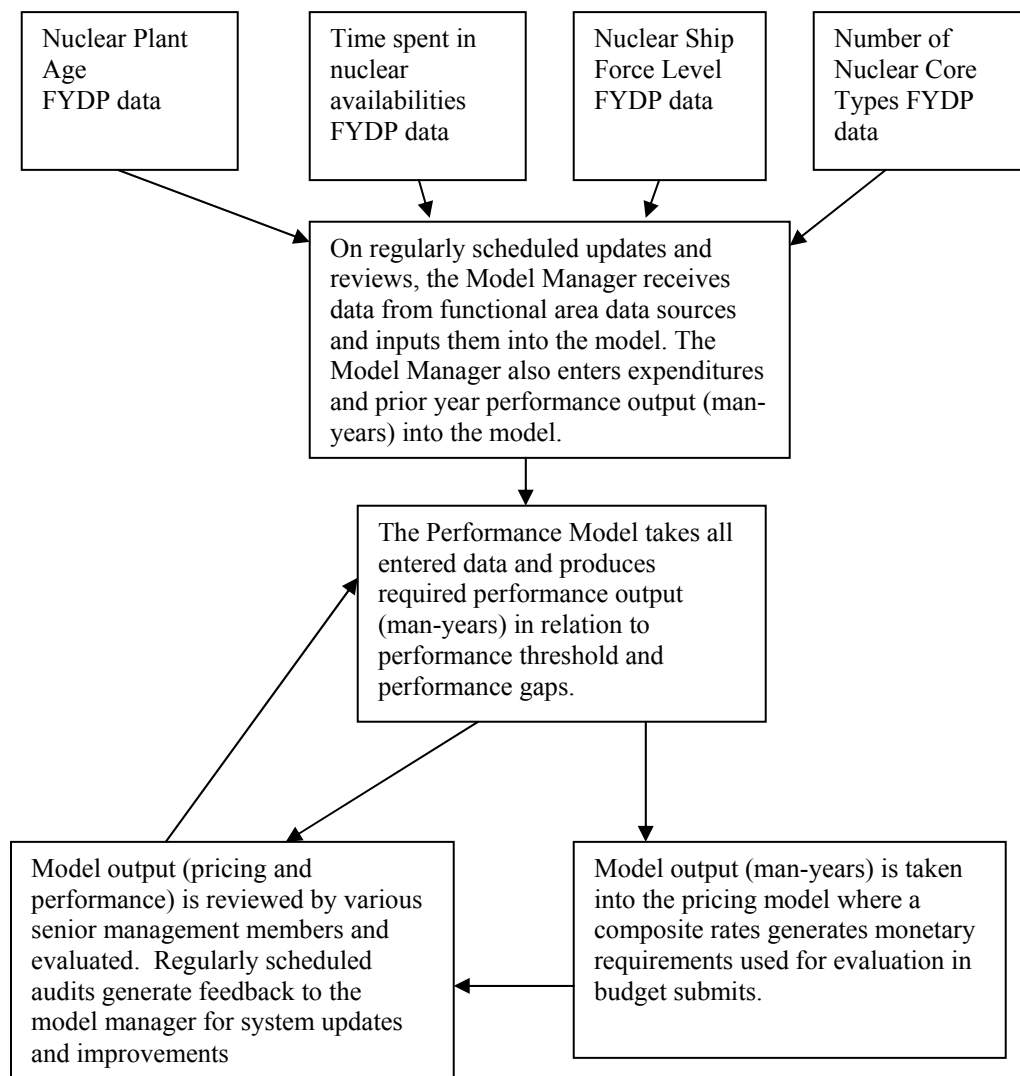 Nuclear Plant
Age
FYDP data
Time spent in
nuclear
availabilities
FYDP data
Nuclear Ship
Force Level
FYDP data
Number of
Nuclear Core
Types FYDP
data
On regularly scheduled updates and
reviews, the Model Manager receives
data from functional area data sources
and inputs them into the model. The
Model Manager also enters expenditures
and prior year performance output (man-
years) into the model.
The Performance Model takes all
entered data and produces
required performance output
(man-years) in relation to
performance threshold and
performance gaps.
Model output (pricing and
performance) is reviewed by various
senior management members and
evaluated.  Regularly scheduled
audits generate feedback to the
model manager for system updates
and improvements
Model output (man-years) is taken
into the pricing model where a
composite rates generates monetary
requirements used for evaluation in
budget submits.